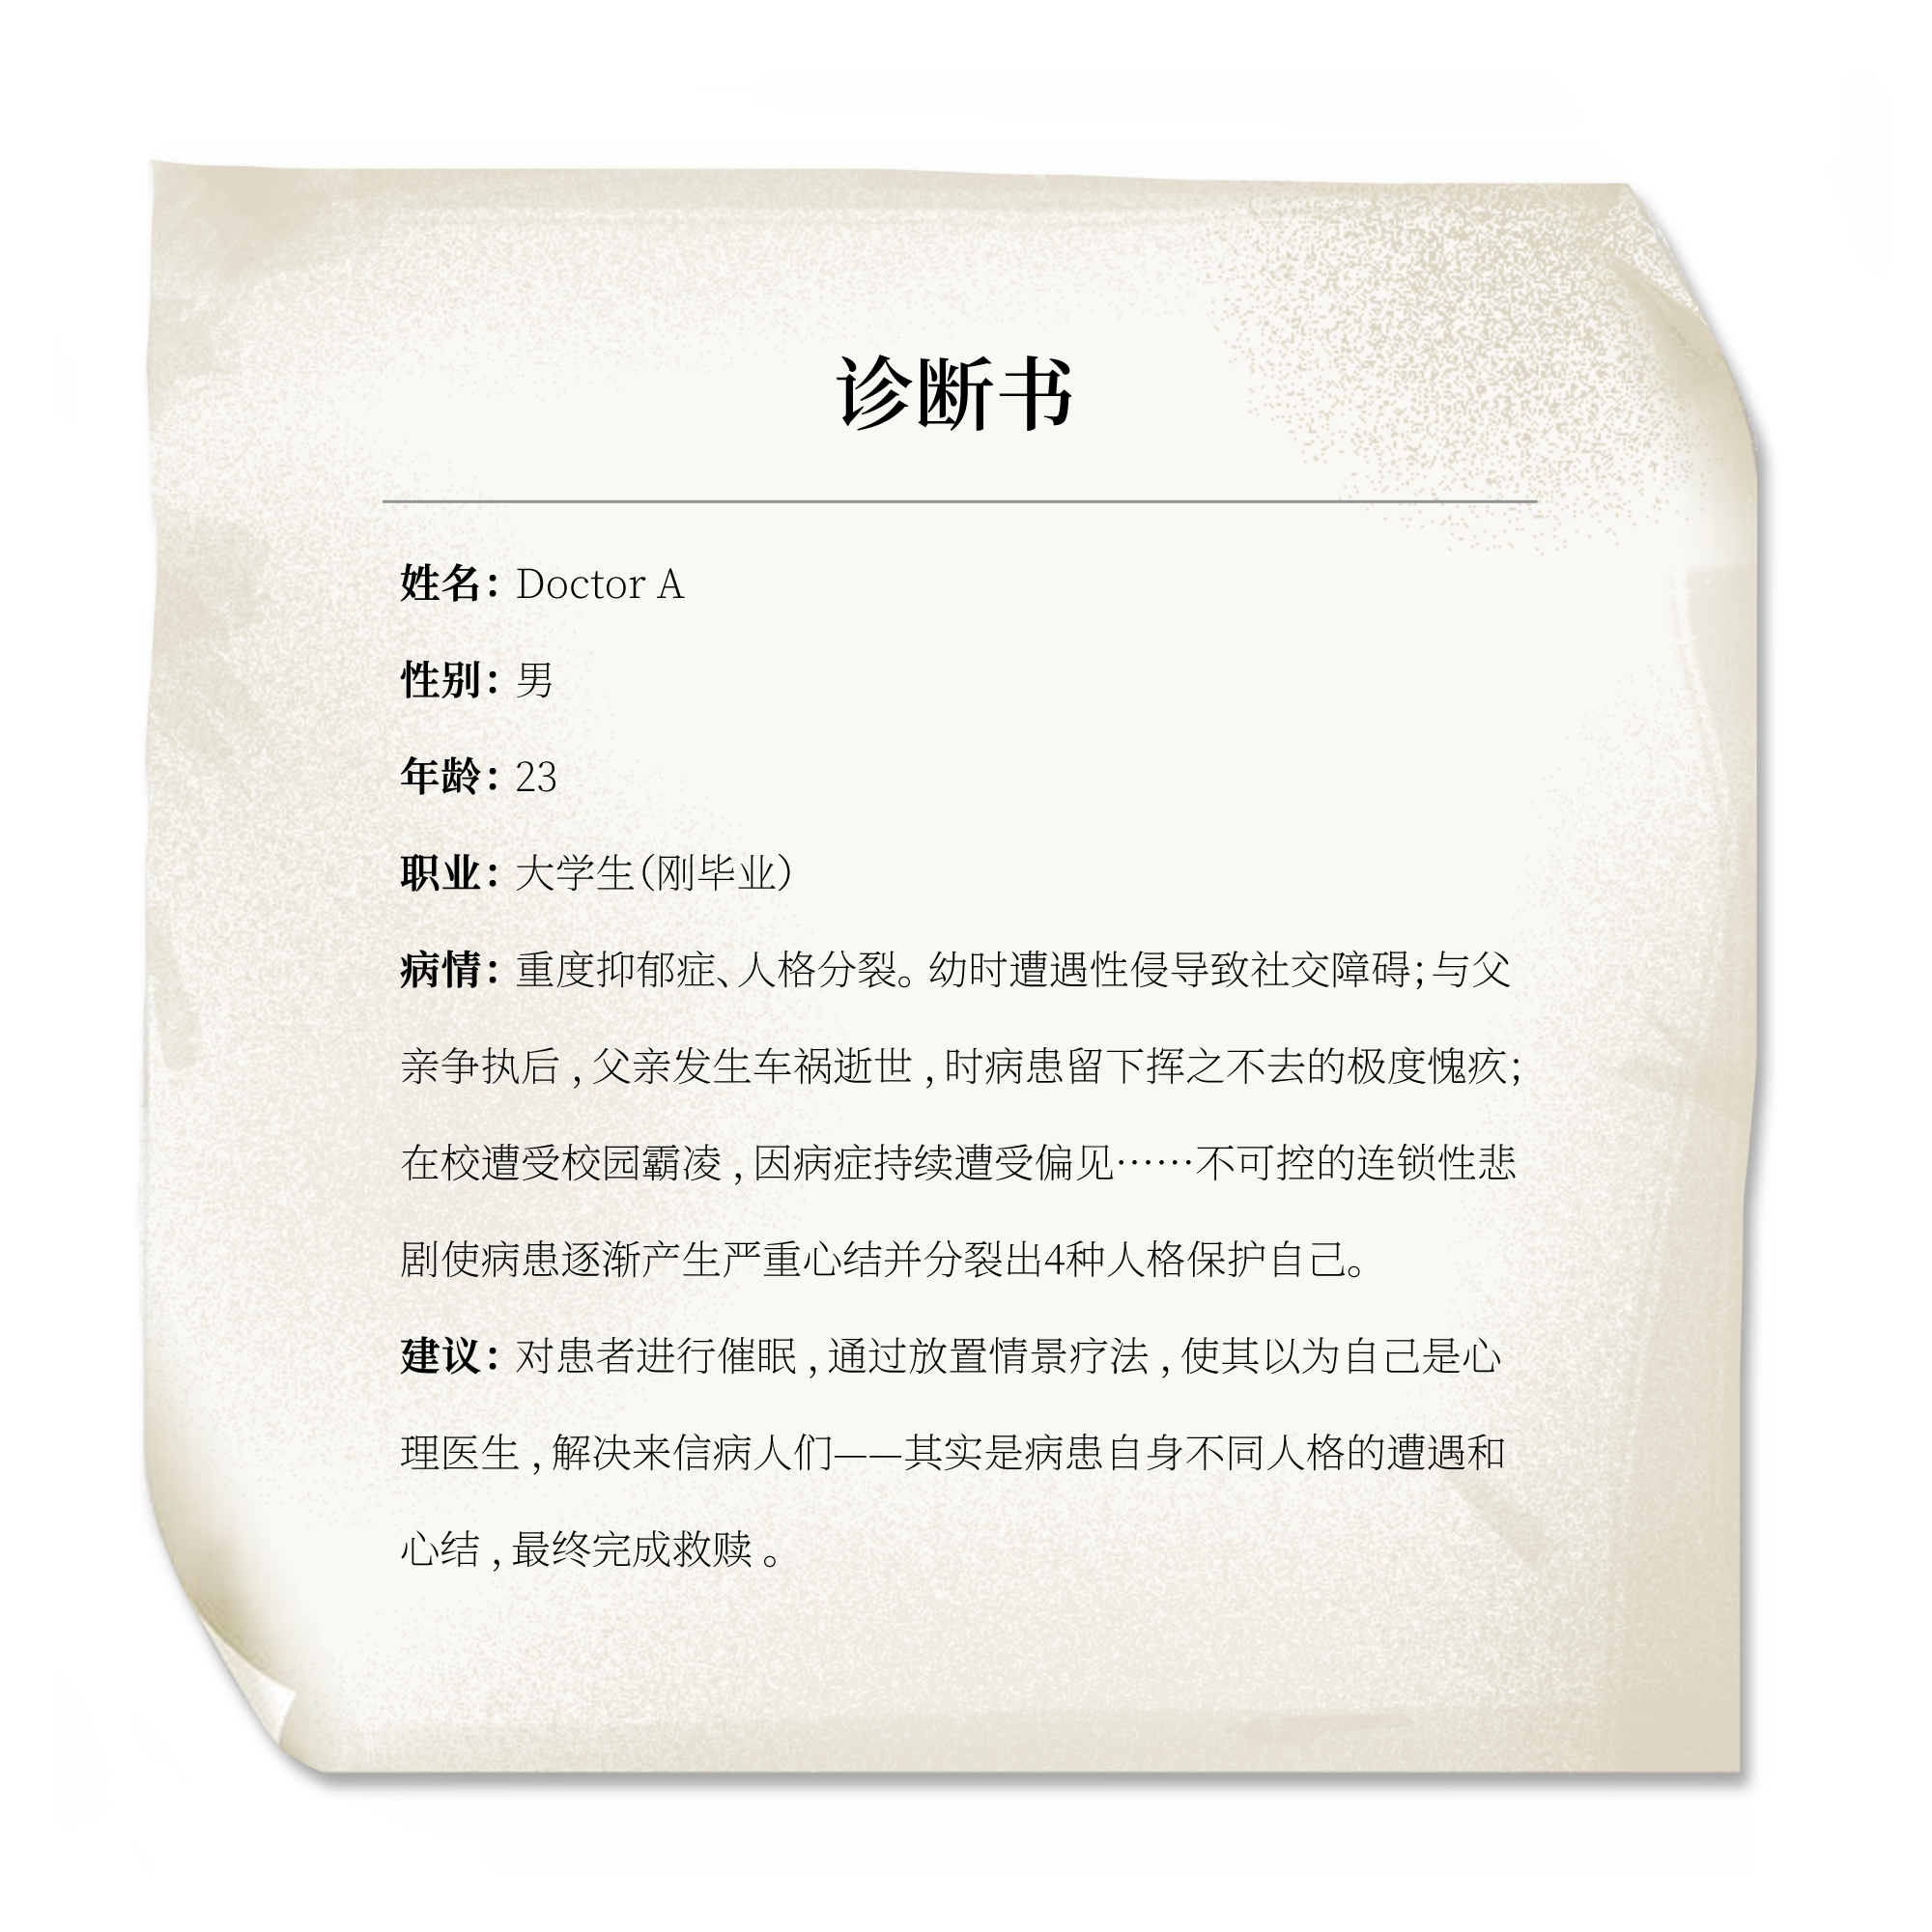 诊断书
姓名：Doctor A
性别：男
年龄：23
职业：大学生（刚毕业）
病情：重度抑郁症、人格分裂。幼时遭遇性侵导致社交障碍；与父
亲争执后，父亲发生车祸逝世，时病患留下挥之不去的极度愧疚；
在校遭受校园霸凌，因病症持续遭受偏见……不可控的连锁性悲
剧使病患逐渐产生严重心结并分裂出4种人格保护自己。
建议：对患者进行催眠，通过放置情景疗法，使其以为自己是心
理医生，解决来信病人们——其实是病患自身不同人格的遭遇和
心结，最终完成救赎。